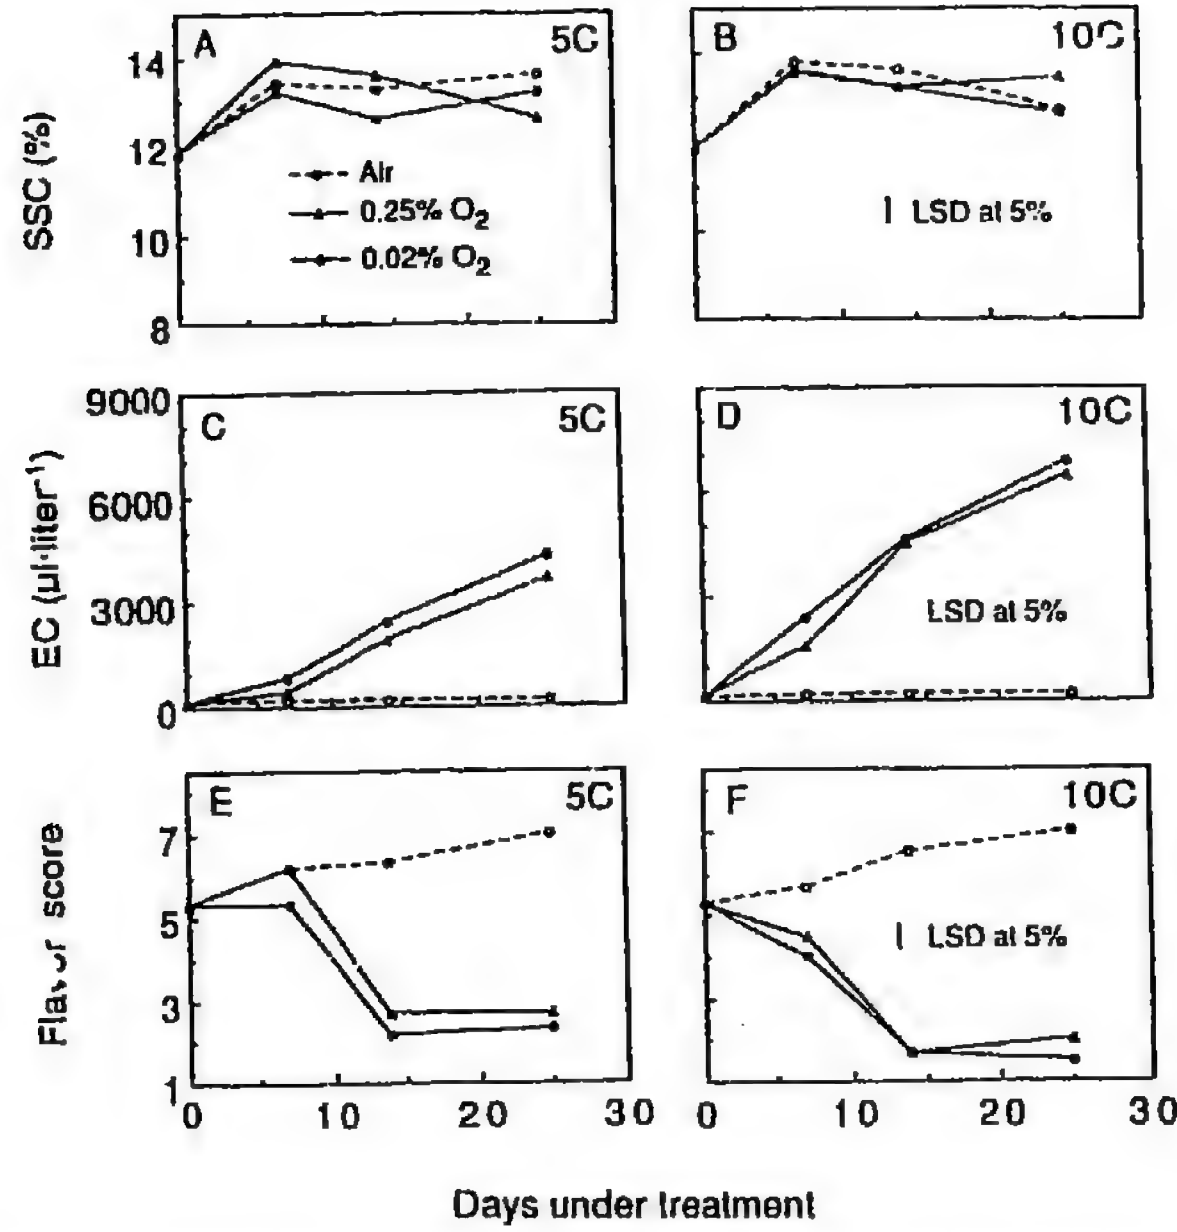 A 5C
B 10C
SSC (%)
14
12
10
8
Air
0.25% O₂
0.02% O₂
LSD at 5%
C 5C
D 10C
EC (µl·liter⁻¹)
9000
6000
3000
0
LSD at 5%
E 5C
F 10C
Flavor score
7
5
3
1
LSD at 5%
0 10 20 30
0 10 20 30
Days under treatment